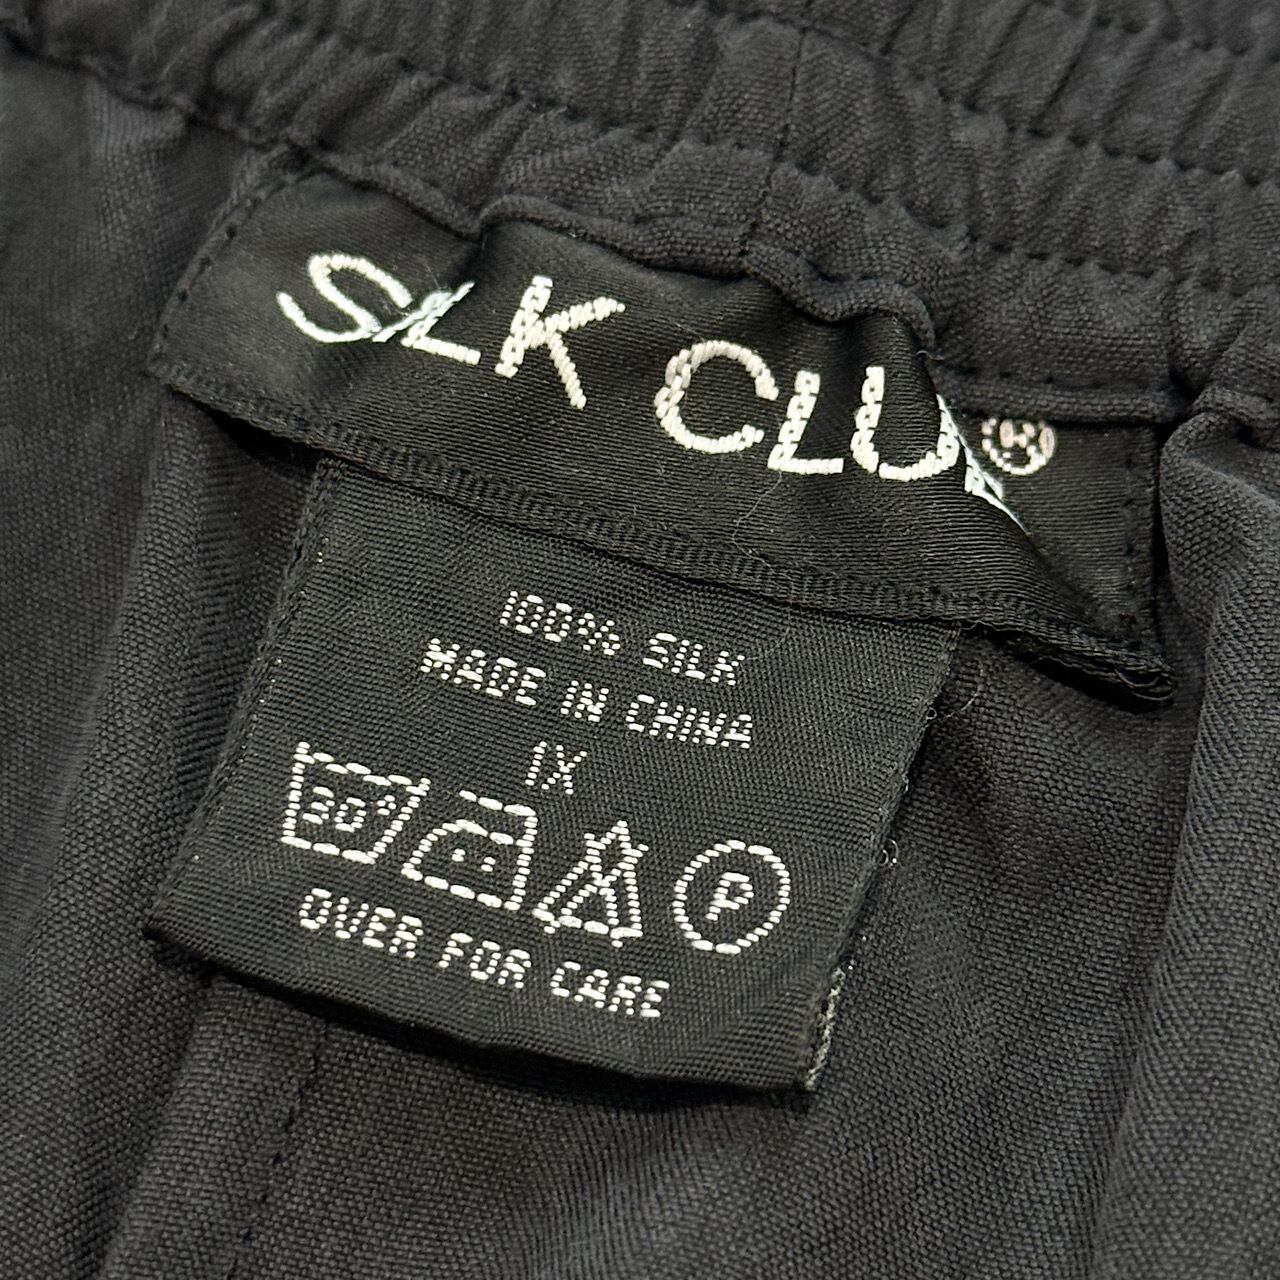 SILK CLUB®
100% SILK
MADE IN CHINA
1X
30°
P
OVER FOR CARE